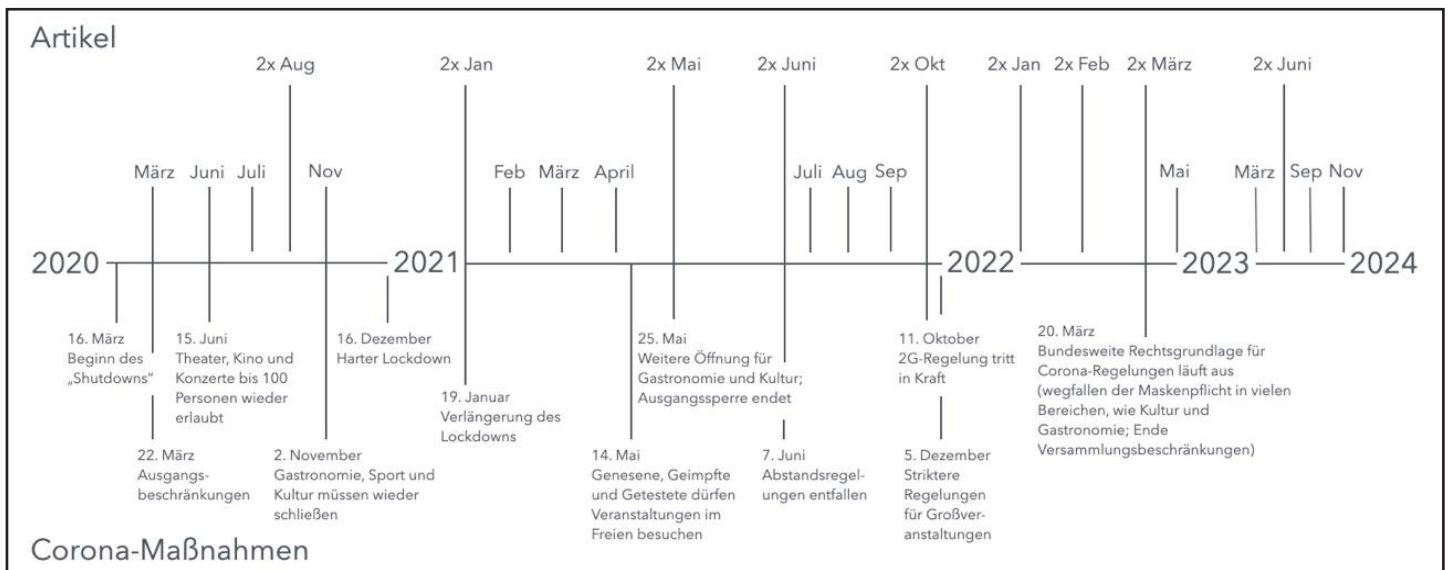 Artikel
2x Aug
2x Jan
2x Mai
2x Juni
2x Okt
2x Jan
2x Feb
2x März
2x Juni
März
Juni
Juli
Nov
Feb
März
April
Juli
Aug
Sep
Mai
März
Sep
Nov
2020
2021
2022
2023
2024
16. März
Beginn des
„Shutdowns“
15. Juni
Theater, Kino und
Konzerte bis 100
Personen wieder
erlaubt
16. Dezember
Harter Lockdown
25. Mai
Weitere Öffnung für
Gastronomie und Kultur;
Ausgangssperre endet
11. Oktober
2G-Regelung tritt
in Kraft
20. März
Bundesweite Rechtsgrundlage für
Corona-Regelungen läuft aus
(wegfallen der Maskenpflicht in vielen
Bereichen, wie Kultur und
Gastronomie; Ende
Versammlungsbeschränkungen)
19. Januar
Verlängerung des
Lockdowns
22. März
Ausgangs-
beschränkungen
2. November
Gastronomie, Sport und
Kultur müssen wieder
schließen
14. Mai
Genesene, Geimpfte
und Getestete dürfen
Veranstaltungen im
Freien besuchen
7. Juni
Abstandsregel-
ungen entfallen
5. Dezember
Striktere
Regelungen
für Großver-
anstaltungen
Corona-Maßnahmen